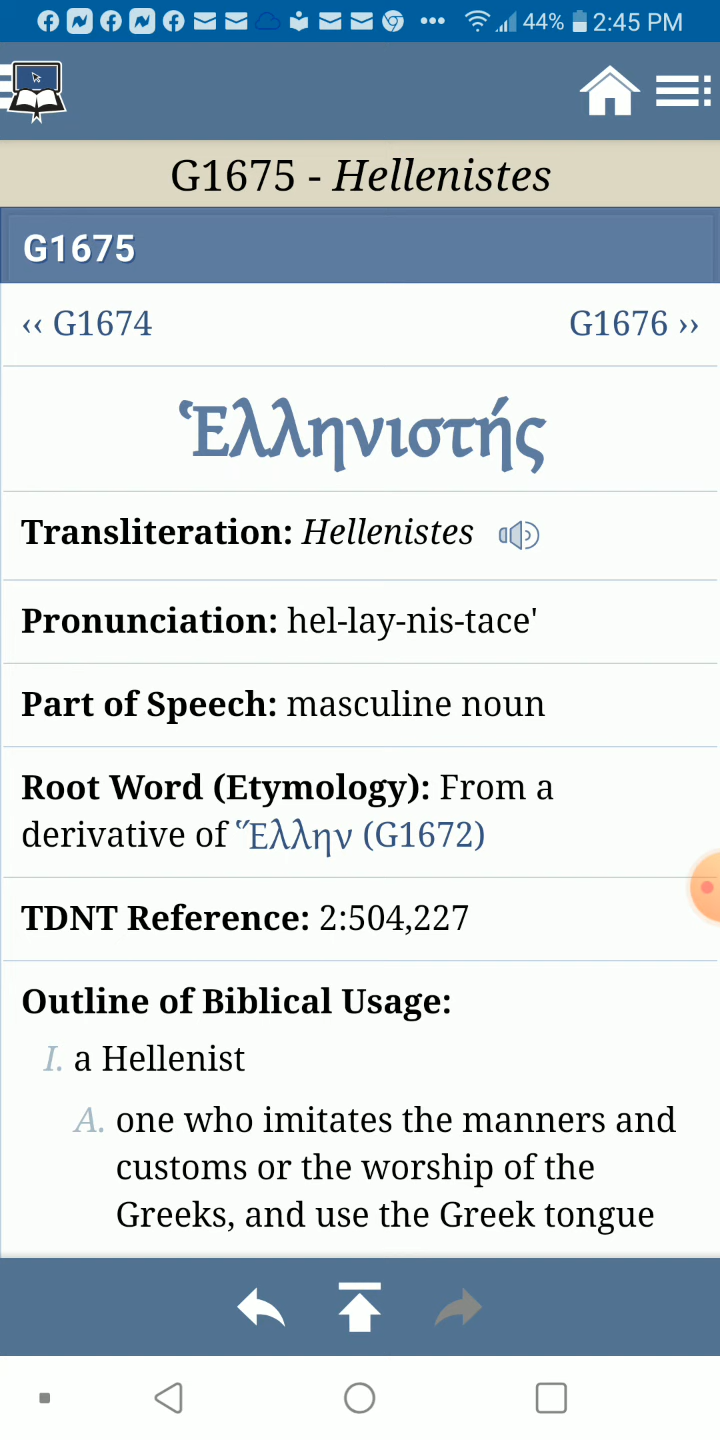 44% 2:45 PM
G1675 - Hellenistes
G1675
‹‹ G1674 G1676 ››
Ἑλληνιστής
Transliteration: Hellenistes
Pronunciation: hel-lay-nis-tace'
Part of Speech: masculine noun
Root Word (Etymology): From a
derivative of Ἕλλην (G1672)
TDNT Reference: 2:504,227
Outline of Biblical Usage:
I. a Hellenist
A. one who imitates the manners and
customs or the worship of the
Greeks, and use the Greek tongue